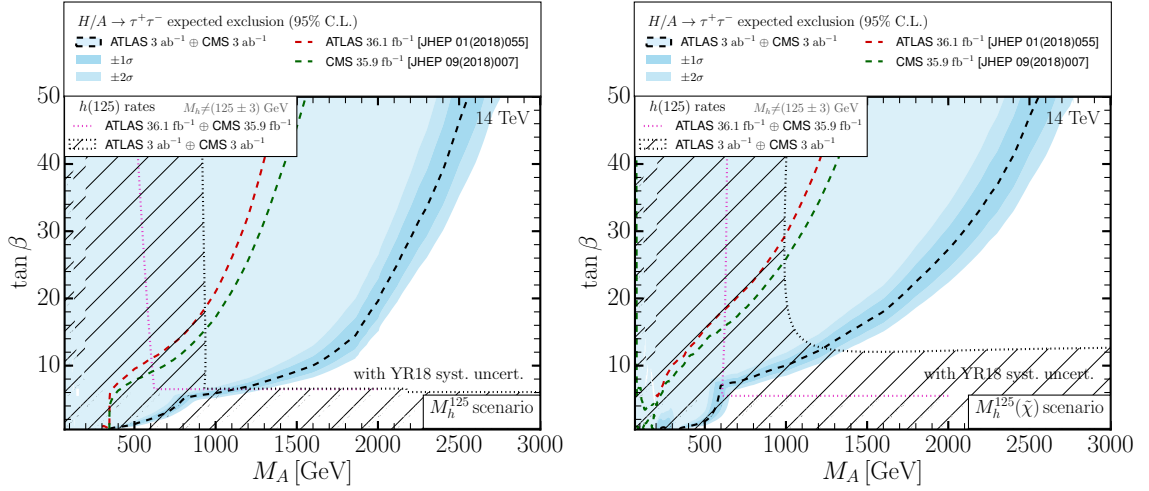 H/A → τ⁺τ⁻ expected exclusion (95% C.L.)
ATLAS 3 ab⁻¹ ⊕ CMS 3 ab⁻¹
±1σ
±2σ
ATLAS 36.1 fb⁻¹ [JHEP 01(2018)055]
CMS 35.9 fb⁻¹ [JHEP 09(2018)007]
h(125) rates
M_h≠(125 ± 3) GeV
ATLAS 36.1 fb⁻¹ ⊕ CMS 35.9 fb⁻¹
ATLAS 3 ab⁻¹ ⊕ CMS 3 ab⁻¹
14 TeV
50
40
30
20
10
tan β
with YR18 syst. uncert.
M_h^125 scenario
500 1000 1500 2000 2500 3000
M_A [GeV]
H/A → τ⁺τ⁻ expected exclusion (95% C.L.)
ATLAS 3 ab⁻¹ ⊕ CMS 3 ab⁻¹
±1σ
±2σ
ATLAS 36.1 fb⁻¹ [JHEP 01(2018)055]
CMS 35.9 fb⁻¹ [JHEP 09(2018)007]
h(125) rates
M_h≠(125 ± 3) GeV
ATLAS 36.1 fb⁻¹ ⊕ CMS 35.9 fb⁻¹
ATLAS 3 ab⁻¹ ⊕ CMS 3 ab⁻¹
14 TeV
50
40
30
20
10
tan β
with YR18 syst. uncert.
M_h^125(χ̃) scenario
500 1000 1500 2000 2500 3000
M_A [GeV]